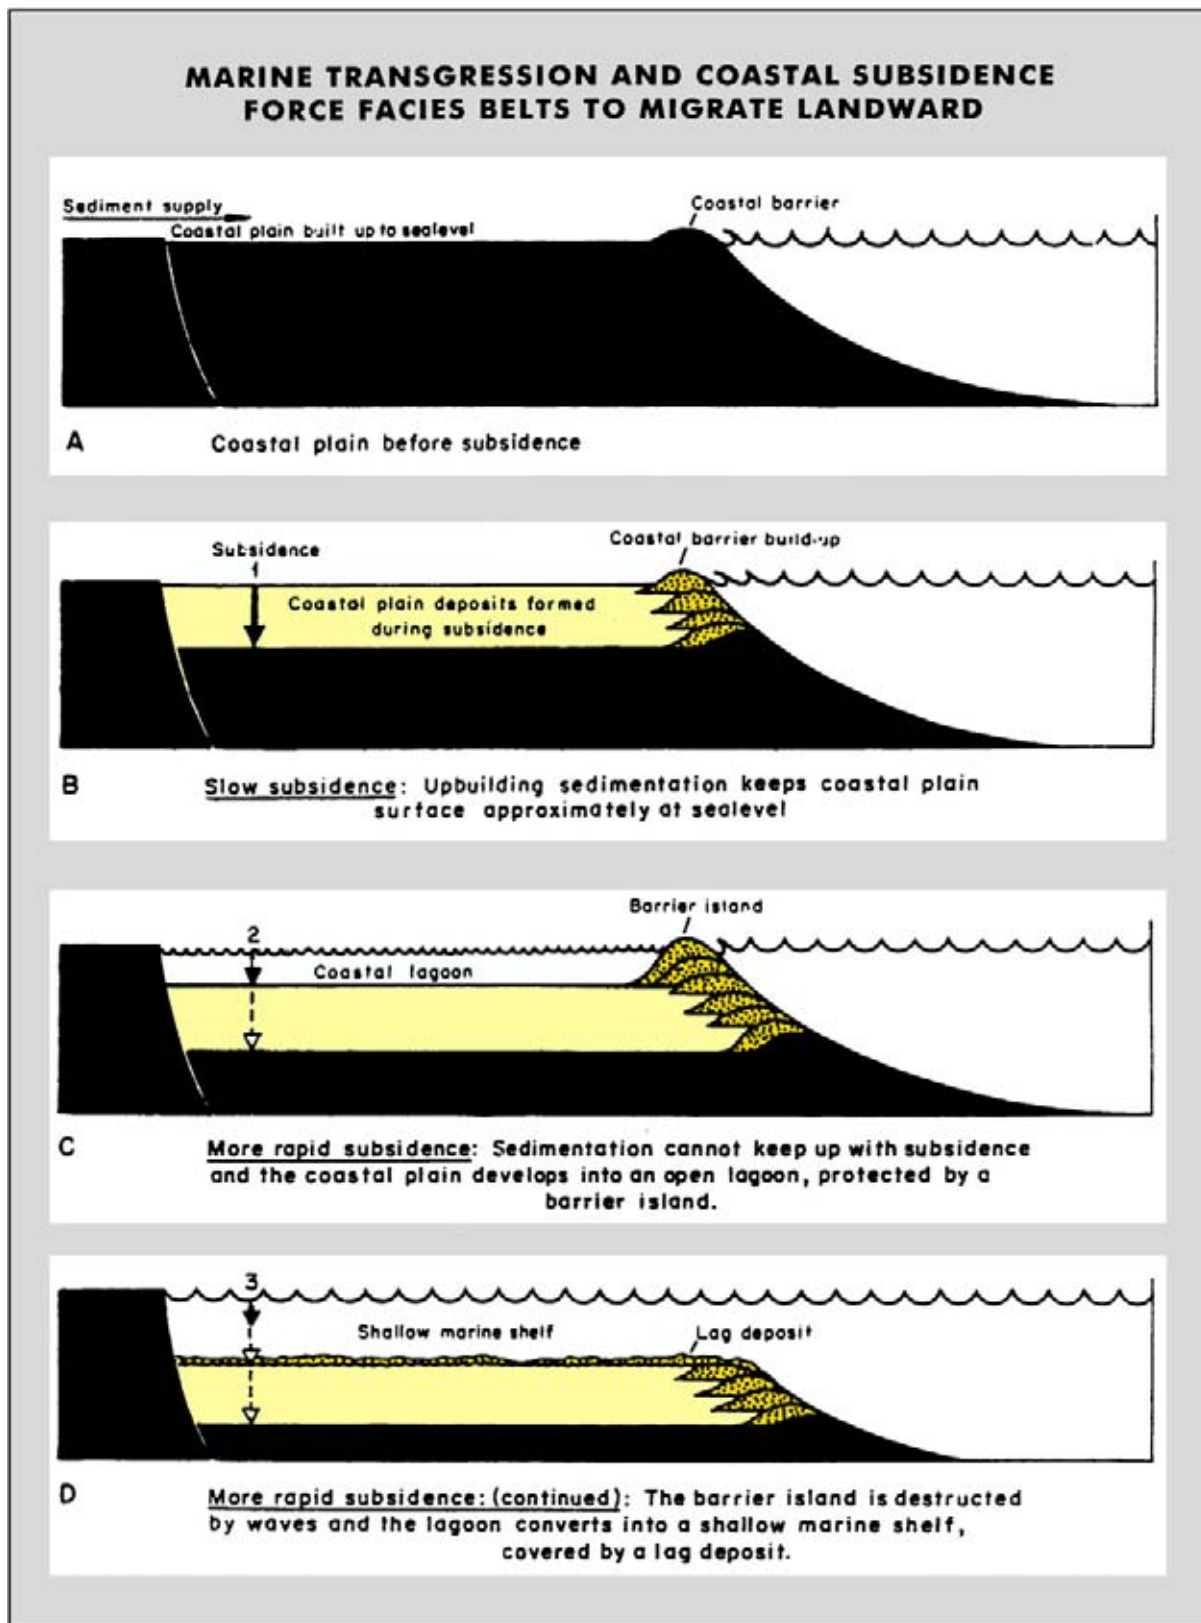 MARINE TRANSGRESSION AND COASTAL SUBSIDENCE
FORCE FACIES BELTS TO MIGRATE LANDWARD
Sediment supply
Coastal barrier
Coastal plain built up to sealevel
A
Coastal plain before subsidence
Coastal barrier build-up
Subsidence
1
Coastal plain deposits formed
during subsidence
B
Slow subsidence: Upbuilding sedimentation keeps coastal plain
surface approximately at sealevel
Barrier island
2
Coastal lagoon
C
More rapid subsidence: Sedimentation cannot keep up with subsidence
and the coastal plain develops into an open lagoon, protected by a
barrier island.
3
Shallow marine shelf
Lag deposit
D
More rapid subsidence: (continued): The barrier island is destructed
by waves and the lagoon converts into a shallow marine shelf,
covered by a lag deposit.